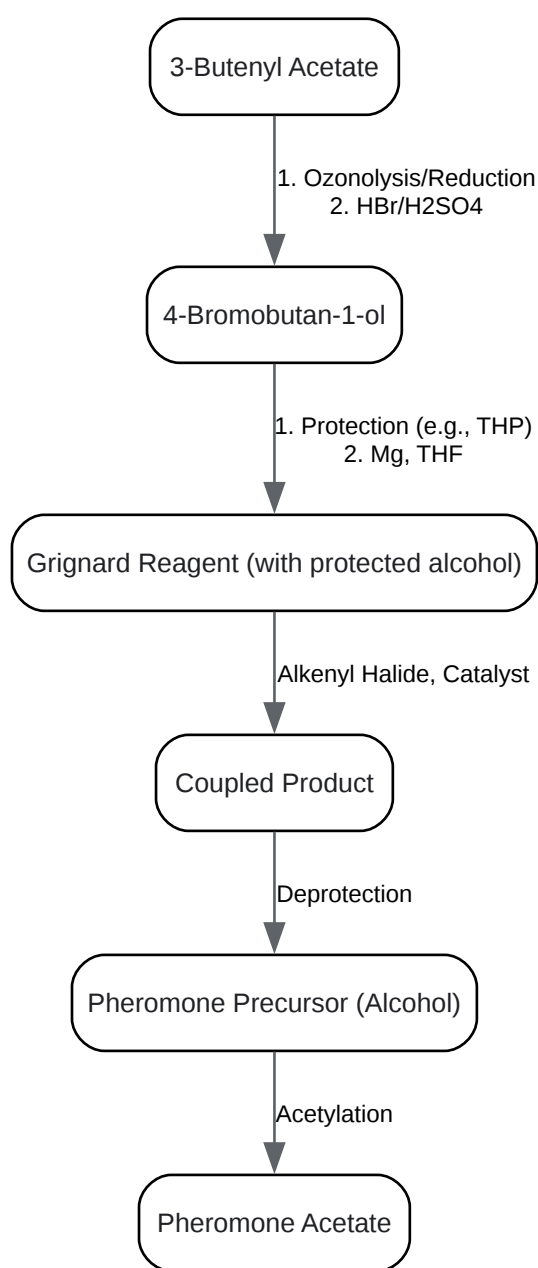 3-Butenyl Acetate
1. Ozonolysis/Reduction
2. HBr/H2SO4
4-Bromobutan-1-ol
1. Protection (e.g., THP)
2. Mg, THF
Grignard Reagent (with protected alcohol)
Alkenyl Halide, Catalyst
Coupled Product
Deprotection
Pheromone Precursor (Alcohol)
Acetylation
Pheromone Acetate